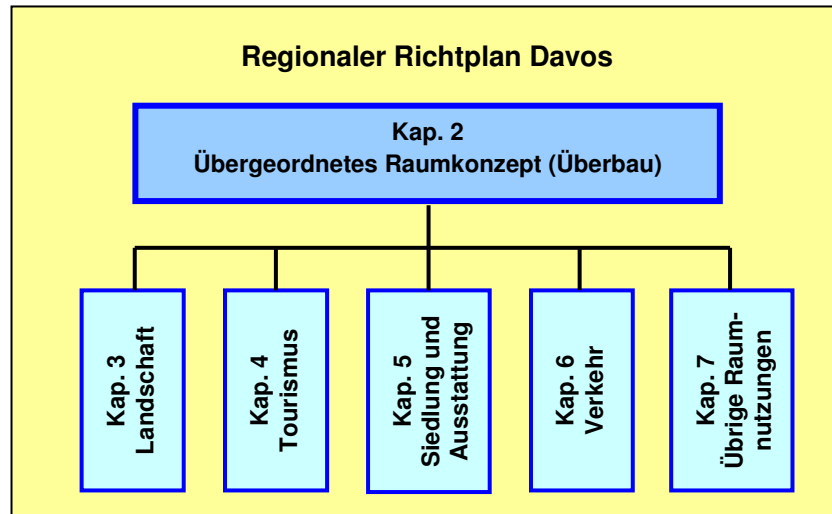 Regionaler Richtplan Davos
Kap. 2
Übergeordnetes Raumkonzept (Überbau)
Kap. 3
Landschaft
Kap. 4
Tourismus
Kap. 5
Siedlung und
Ausstattung
Kap. 6
Verkehr
Kap. 7
Übrige Raum-
nutzungen